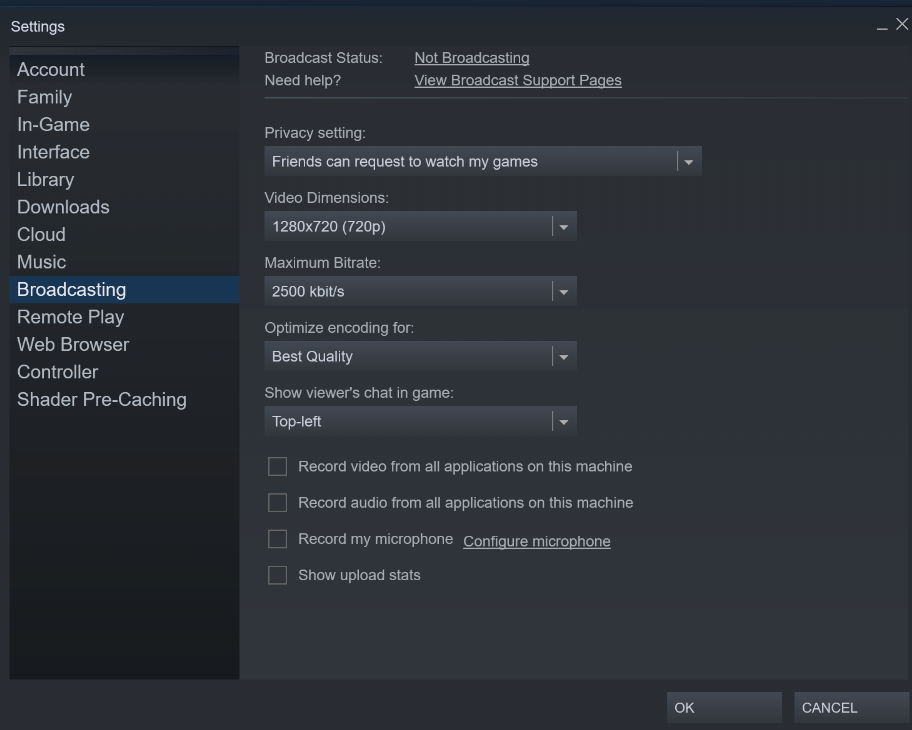 Settings
Account
Family
In-Game
Interface
Library
Downloads
Cloud
Music
Broadcasting
Remote Play
Web Browser
Controller
Shader Pre-Caching
Broadcast Status: Not Broadcasting
Need help? View Broadcast Support Pages
Privacy setting:
Friends can request to watch my games
Video Dimensions:
1280x720 (720p)
Maximum Bitrate:
2500 kbit/s
Optimize encoding for:
Best Quality
Show viewer's chat in game:
Top-left
Record video from all applications on this machine
Record audio from all applications on this machine
Record my microphone Configure microphone
Show upload stats
OK CANCEL